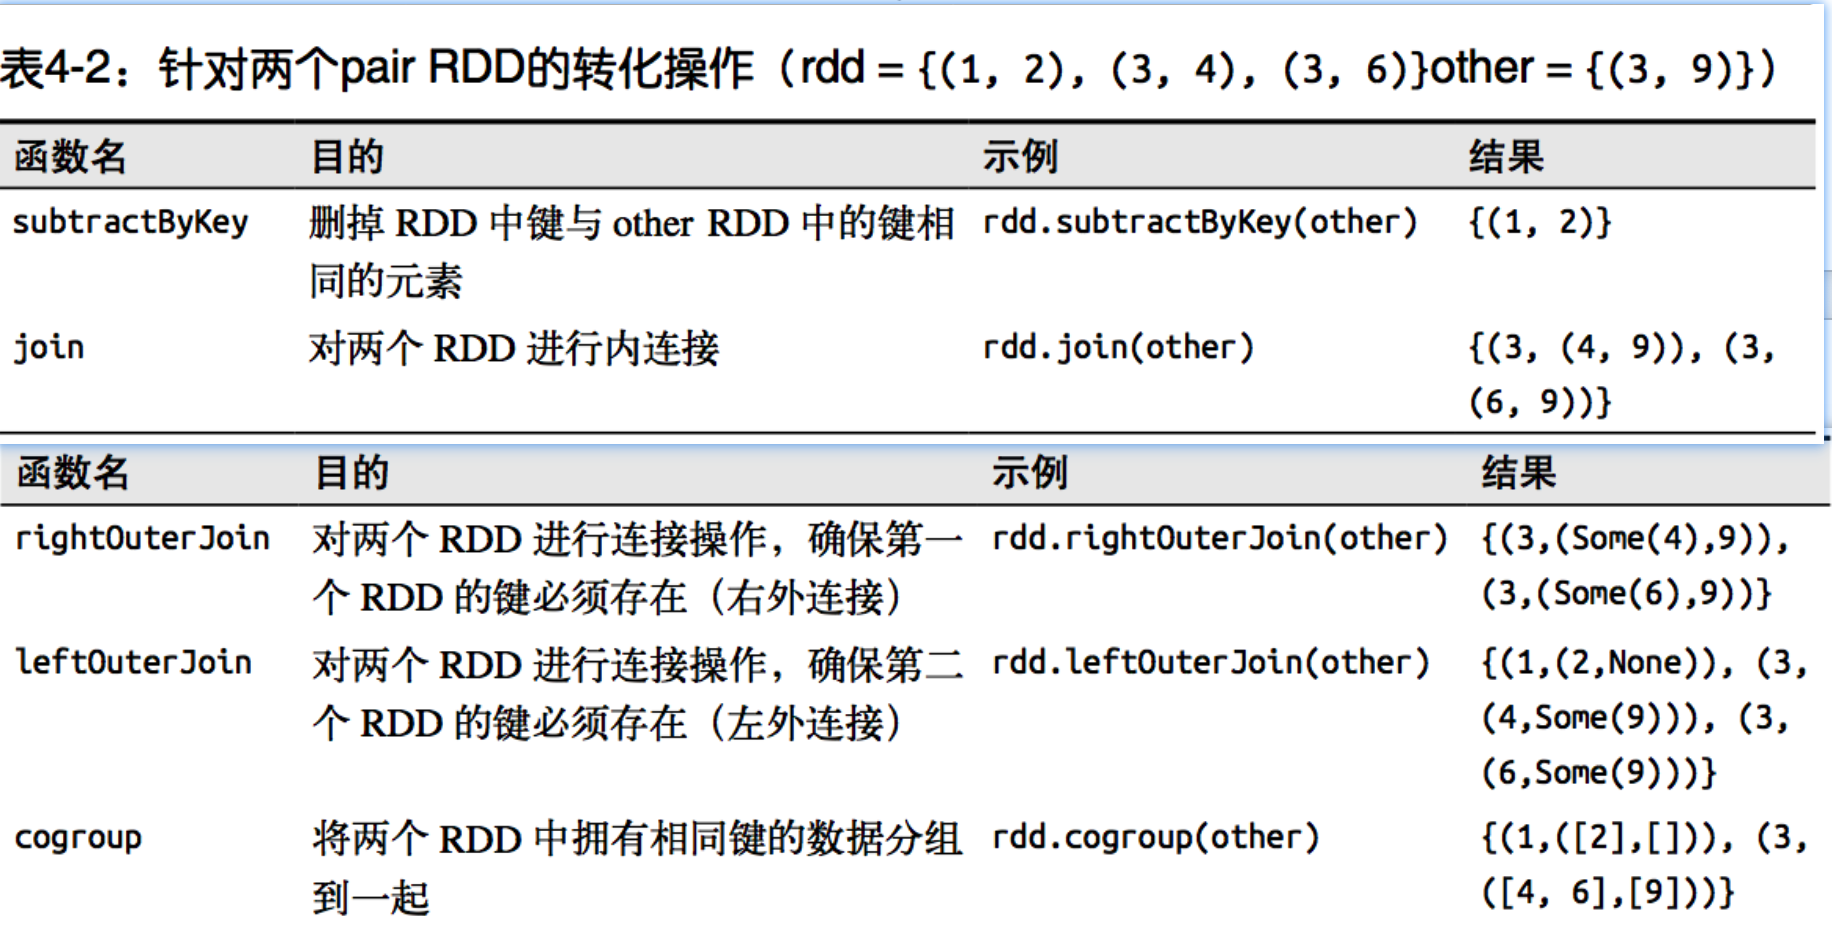 表4-2：针对两个pair RDD的转化操作（rdd = {(1, 2), (3, 4), (3, 6)}other = {(3, 9)}）
函数名 目的 示例 结果
subtractByKey 删掉 RDD 中键与 other RDD 中的键相 rdd.subtractByKey(other) {(1, 2)}
同的元素
join 对两个 RDD 进行内连接 rdd.join(other) {(3, (4, 9)), (3,
(6, 9))}
函数名 目的 示例 结果
rightOuterJoin 对两个 RDD 进行连接操作，确保第一 rdd.rightOuterJoin(other) {(3,(Some(4),9)),
个 RDD 的键必须存在（右外连接） (3,(Some(6),9))}
leftOuterJoin 对两个 RDD 进行连接操作，确保第二 rdd.leftOuterJoin(other) {(1,(2,None)), (3,
个 RDD 的键必须存在（左外连接） (4,Some(9))), (3,
(6,Some(9)))}
cogroup 将两个 RDD 中拥有相同键的数据分组 rdd.cogroup(other) {(1,([2],[])), (3,
到一起 ([4, 6],[9]))}